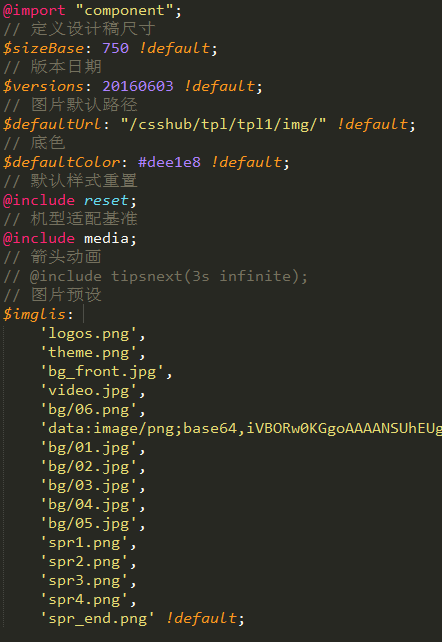 @import "component";
// 定义设计稿尺寸
$sizeBase: 750 !default;
// 版本日期
$versions: 20160603 !default;
// 图片默认路径
$defaultUrl: "/csshub/tpl/tpl1/img/" !default;
// 底色
$defaultColor: #dee1e8 !default;
// 默认样式重置
@include reset;
// 机型适配基准
@include media;
// 箭头动画
// @include tipsnext(3s infinite);
// 图片预设
$imglis:
    'logos.png',
    'theme.png',
    'bg_front.jpg',
    'video.jpg',
    'bg/06.png',
    'data:image/png;base64,iVBORw0KGgoAAAANSUhEUg
    'bg/01.jpg',
    'bg/02.jpg',
    'bg/03.jpg',
    'bg/04.jpg',
    'bg/05.jpg',
    'spr1.png',
    'spr2.png',
    'spr3.png',
    'spr4.png',
    'spr_end.png' !default;